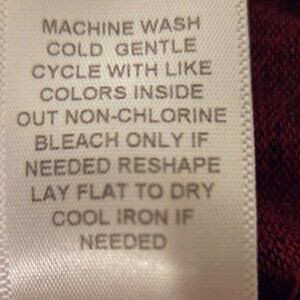 MACHINE WASH
COLD GENTLE
CYCLE WITH LIKE
COLORS INSIDE
OUT NON-CHLORINE
BLEACH ONLY IF
NEEDED RESHAPE
LAY FLAT TO DRY
COOL IRON IF
NEEDED